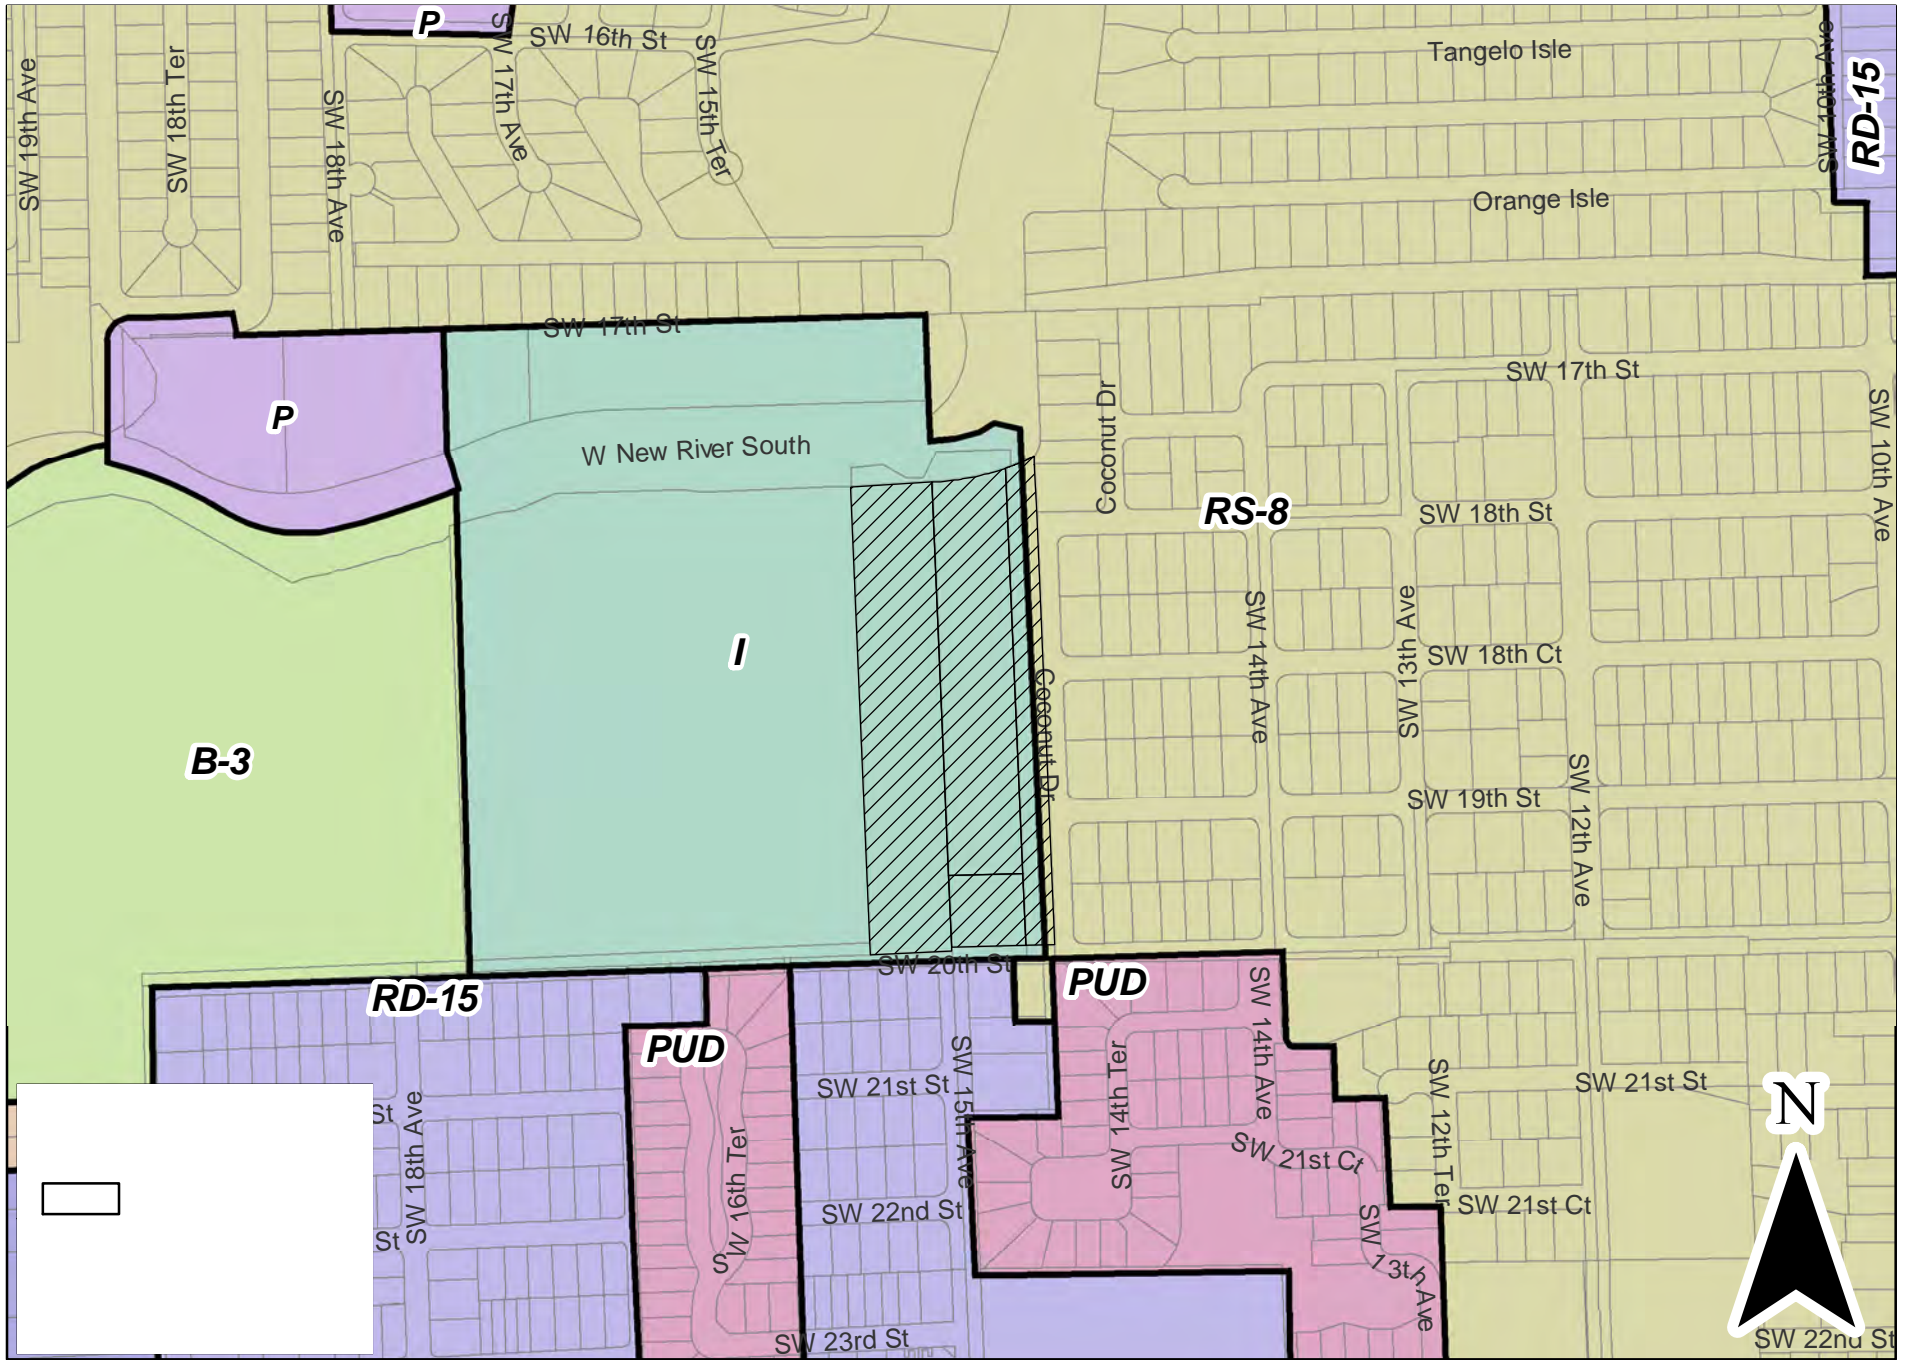 P
SW 16th St
SW 17th Ave
SW 15th Ter
SW 19th Ave
SW 18th Ter
SW 18th Ave
Tangelo Isle
SW 10th Ave
RD-15
Orange Isle
SW 17th St
SW 17th St
P
W New River South
Coconut Dr
SW 10th Ave
RS-8
SW 18th St
I
SW 14th Ave
SW 13th Ave
SW 18th Ct
Coconut Dr
B-3
SW 19th St
SW 12th Ave
SW 20th St
RD-15
PUD
PUD
SW 14th Ave
SW 21st St
SW 15th Ave
SW 14th Ter
SW 12th Ter
SW 21st St
N
St
SW 18th Ave
SW 16th Ter
SW 21st Ct
SW 21st Ct
SW 22nd St
St
SW 13th Ave
SW 23rd St
SW 22nd St